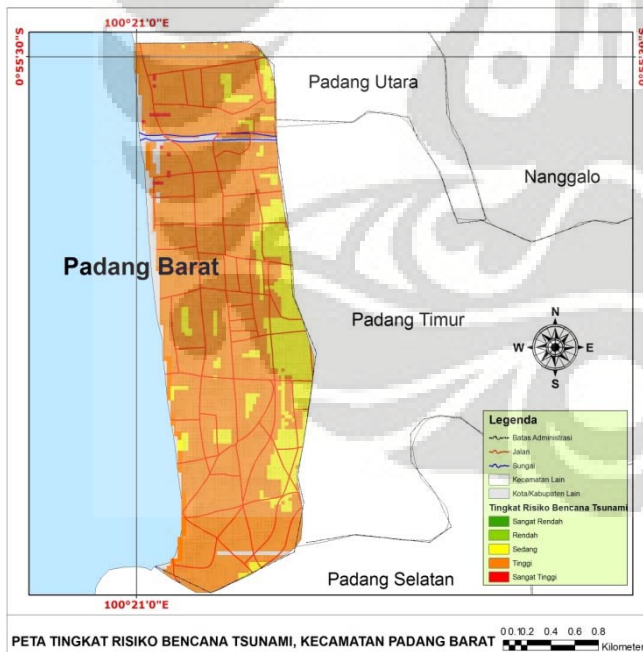 100°21'0"E
0°55'30"S
0°55'30"S
Padang Utara
Nanggalo
Padang Barat
Padang Timur
N
W E
S
Legenda
Batas Administrasi
Jalan
Sungai
Kecamatan Lain
Kota/Kabupaten Lain
Tingkat Risiko Bencana Tsunami
Sangat Rendah
Rendah
Sedang
Tinggi
Sangat Tinggi
Padang Selatan
100°21'0"E
PETA TINGKAT RISIKO BENCANA TSUNAMI, KECAMATAN PADANG BARAT
0 0.10.2 0.4 0.6 0.8
Kilometer